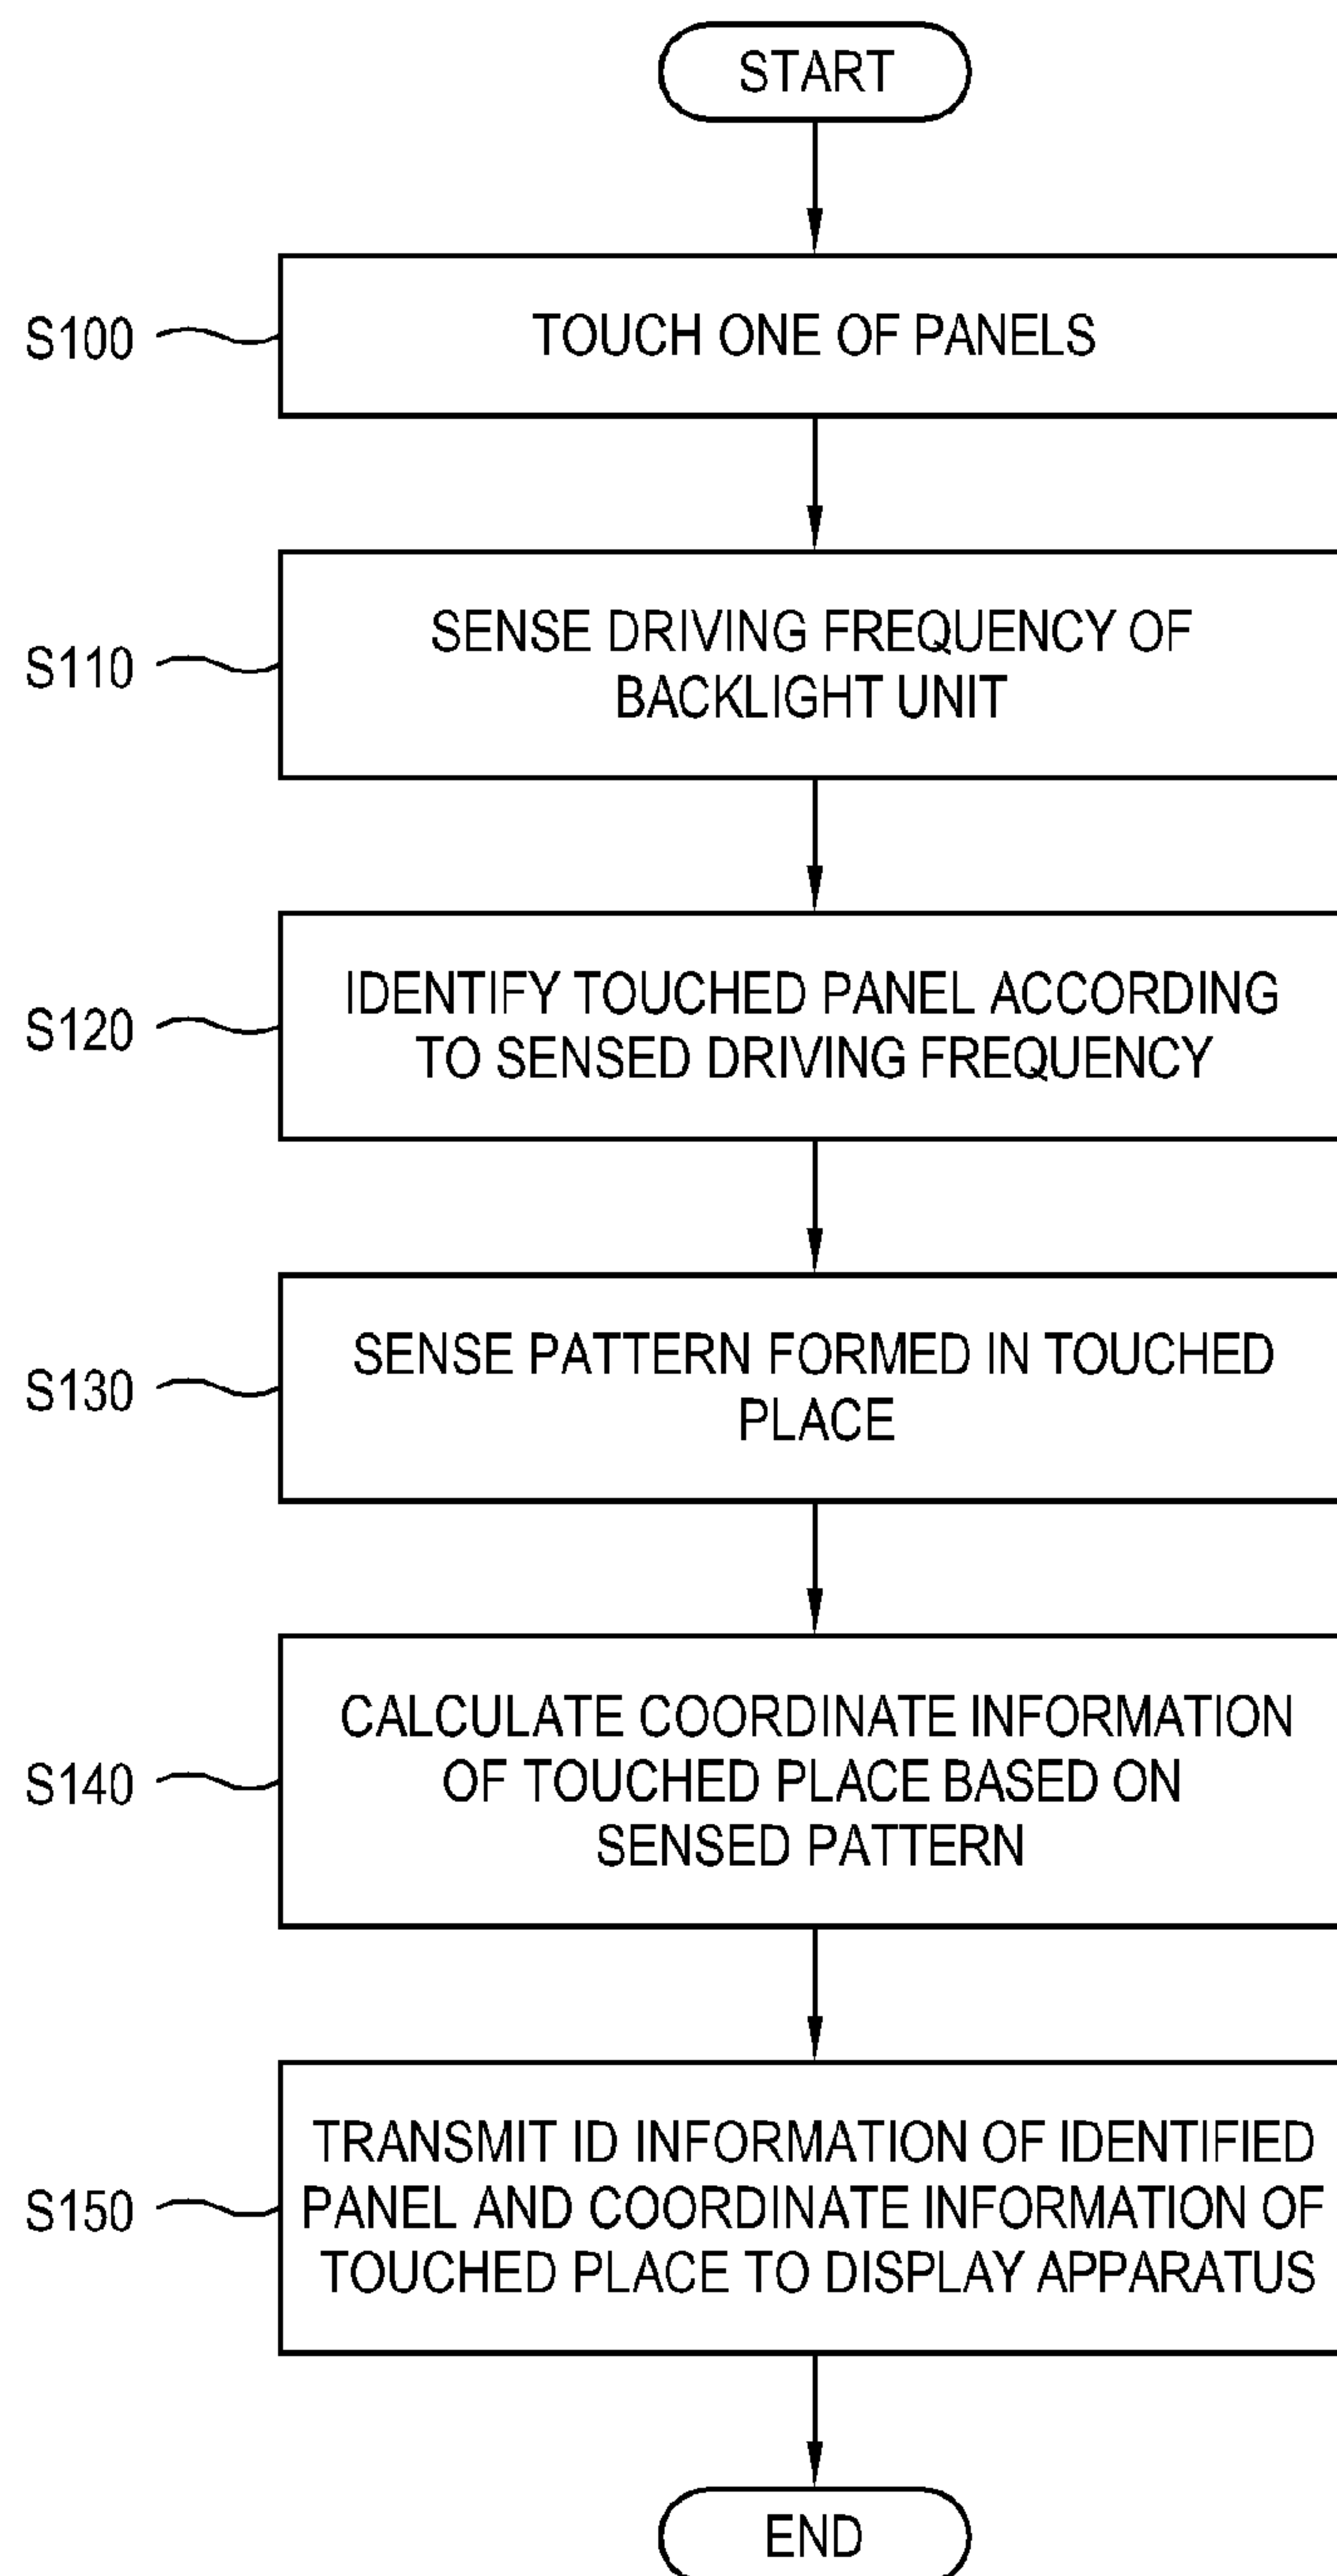 START
S100
TOUCH ONE OF PANELS
S110
SENSE DRIVING FREQUENCY OF
BACKLIGHT UNIT
S120
IDENTIFY TOUCHED PANEL ACCORDING
TO SENSED DRIVING FREQUENCY
S130
SENSE PATTERN FORMED IN TOUCHED
PLACE
S140
CALCULATE COORDINATE INFORMATION
OF TOUCHED PLACE BASED ON
SENSED PATTERN
S150
TRANSMIT ID INFORMATION OF IDENTIFIED
PANEL AND COORDINATE INFORMATION OF
TOUCHED PLACE TO DISPLAY APPARATUS
END